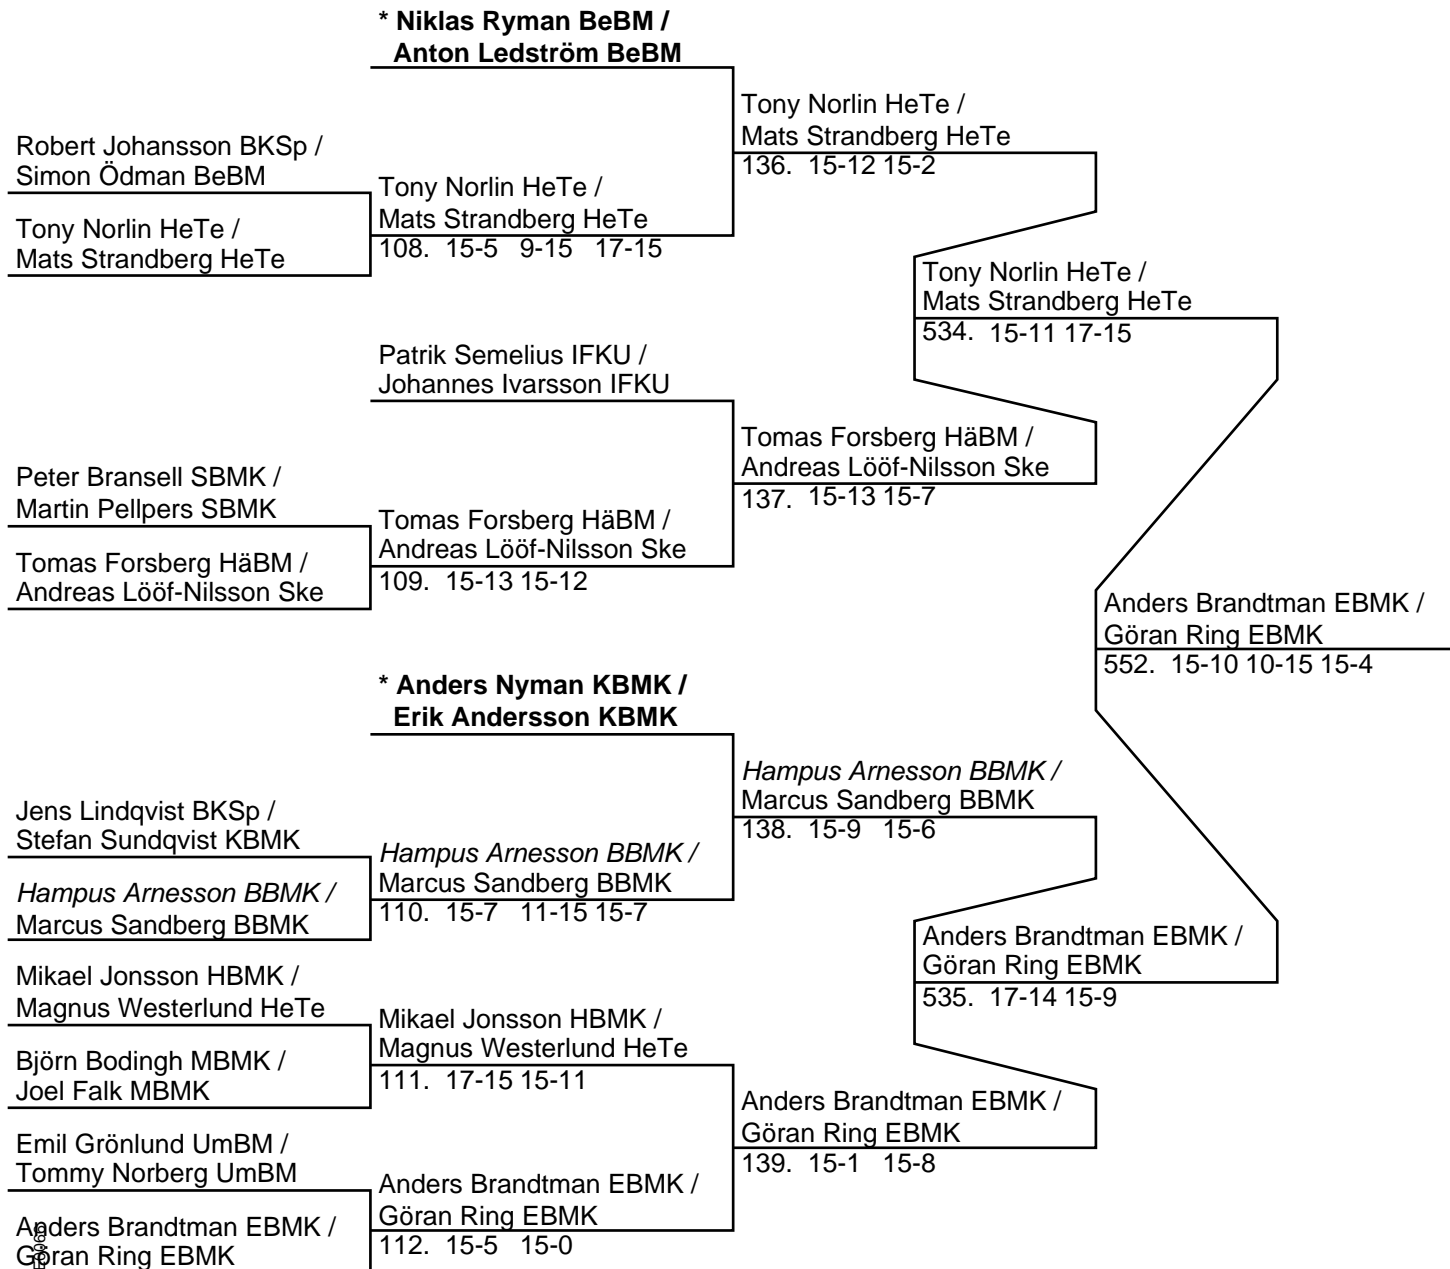 * Niklas Ryman BeBM /
Anton Ledström BeBM
Robert Johansson BKSp /
Simon Ödman BeBM
Tony Norlin HeTe /
Mats Strandberg HeTe
Tony Norlin HeTe /
Mats Strandberg HeTe
108. 15-5 9-15 17-15
Tony Norlin HeTe /
Mats Strandberg HeTe
136. 15-12 15-2
Patrik Semelius IFKU /
Johannes Ivarsson IFKU
Peter Bransell SBMK /
Martin Pellpers SBMK
Tomas Forsberg HäBM /
Andreas Lööf-Nilsson Ske
Tomas Forsberg HäBM /
Andreas Lööf-Nilsson Ske
109. 15-13 15-12
Tomas Forsberg HäBM /
Andreas Lööf-Nilsson Ske
137. 15-13 15-7
Tony Norlin HeTe /
Mats Strandberg HeTe
534. 15-11 17-15
* Anders Nyman KBMK /
Erik Andersson KBMK
Jens Lindqvist BKSp /
Stefan Sundqvist KBMK
Hampus Arnesson BBMK /
Marcus Sandberg BBMK
Hampus Arnesson BBMK /
Marcus Sandberg BBMK
110. 15-7 11-15 15-7
Hampus Arnesson BBMK /
Marcus Sandberg BBMK
138. 15-9 15-6
Mikael Jonsson HBMK /
Magnus Westerlund HeTe
Björn Bodingh MBMK /
Joel Falk MBMK
Mikael Jonsson HBMK /
Magnus Westerlund HeTe
111. 17-15 15-11
Emil Grönlund UmBM /
Tommy Norberg UmBM
Anders Brandtman EBMK /
Göran Ring EBMK
Anders Brandtman EBMK /
Göran Ring EBMK
112. 15-5 15-0
Anders Brandtman EBMK /
Göran Ring EBMK
139. 15-1 15-8
Anders Brandtman EBMK /
Göran Ring EBMK
535. 17-14 15-9
Anders Brandtman EBMK /
Göran Ring EBMK
552. 15-10 10-15 15-4